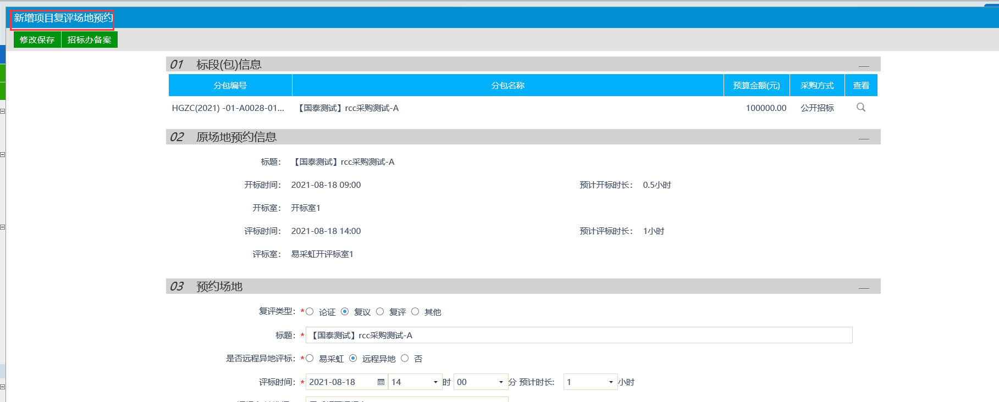 新增项目复评场地预约
修改保存 招标办备案
01 标段(包)信息
分包编号 分包名称 预算金额(元) 采购方式 查看
HGZC(2021) -01-A0028-01... 【国泰测试】rcc采购测试-A 100000.00 公开招标
02 原场地预约信息
标题： 【国泰测试】rcc采购测试-A
开标时间： 2021-08-18 09:00 预计开标时长： 0.5小时
开标室： 开标室1
评标时间： 2021-08-18 14:00 预计评标时长： 1小时
评标室： 易采虹开评标室1
03 预约场地
复评类型：* 论证 复议 复评 其他
标题：* 【国泰测试】rcc采购测试-A
是否远程异地评标：* 易采虹 远程异地 否
评标时间：* 2021-08-18 14 时 00 分 预计时长： 1 小时